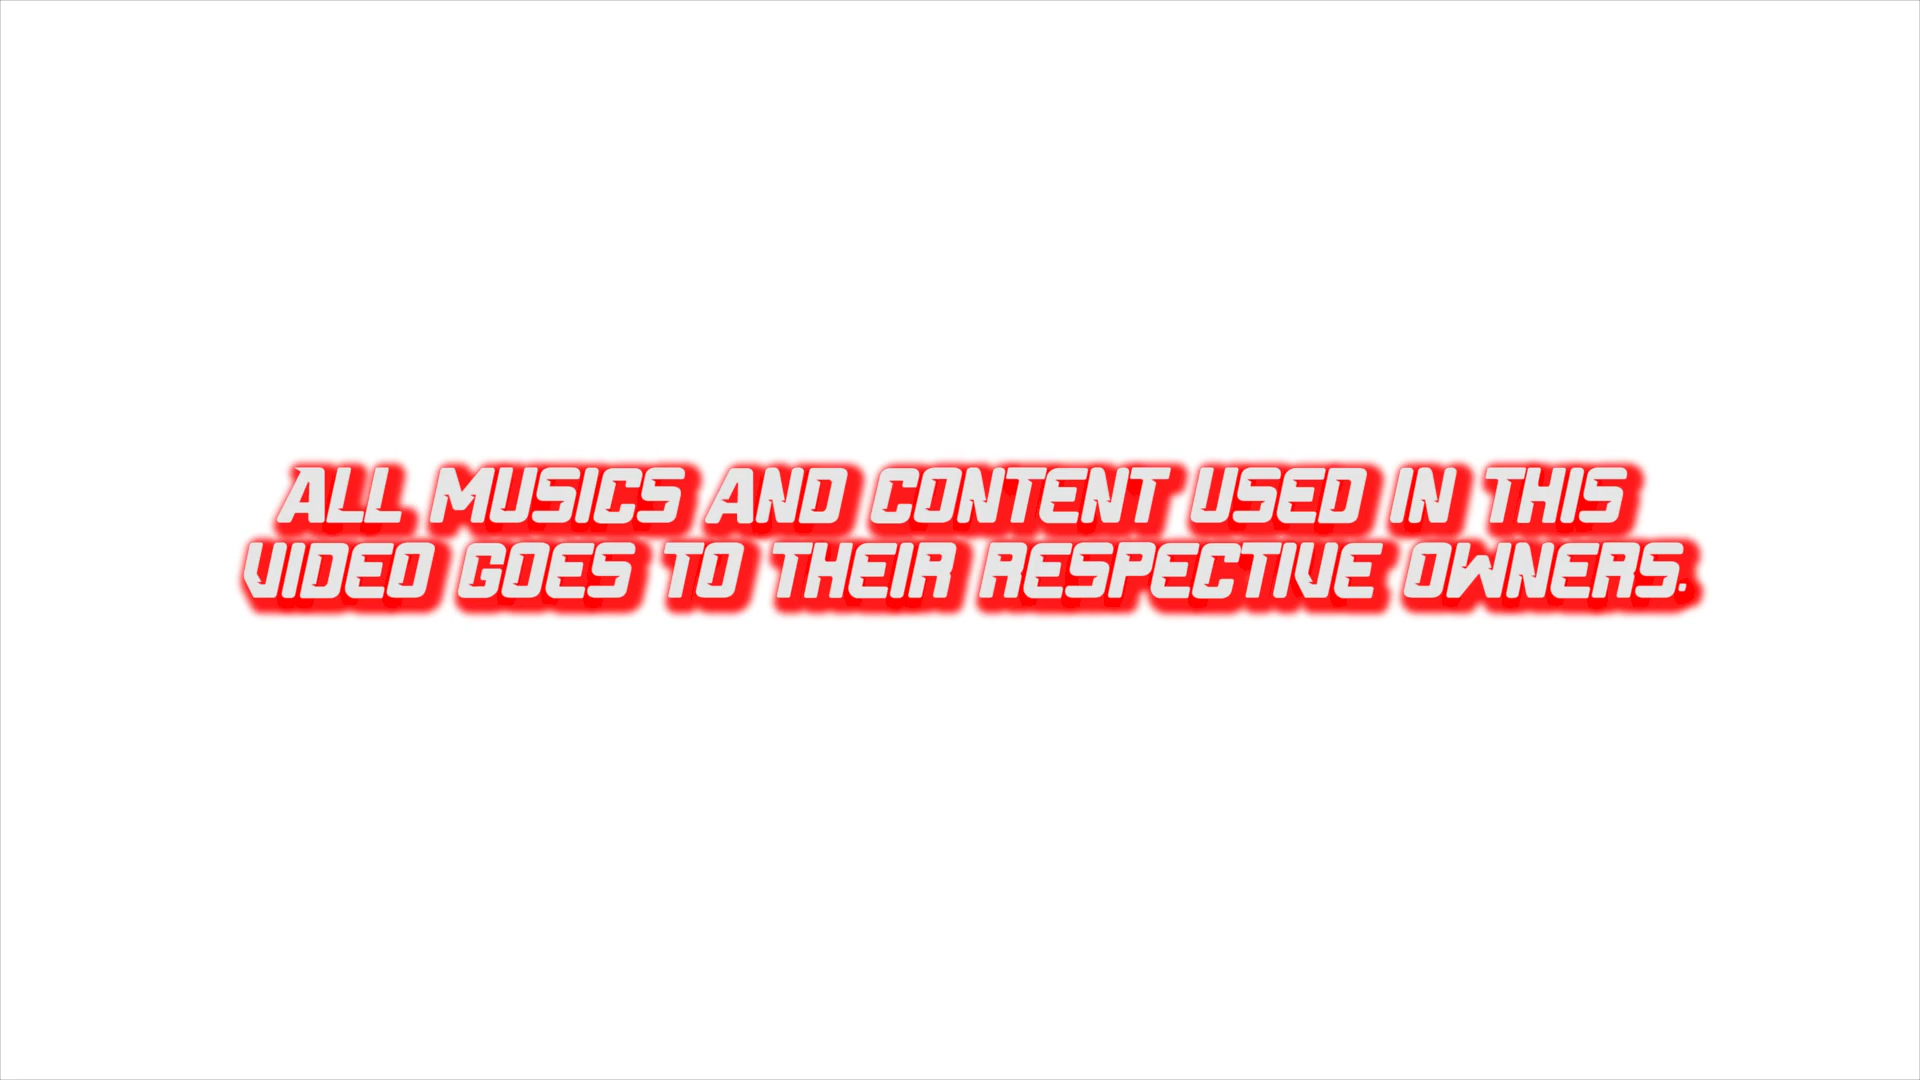 ALL MUSICS AND CONTENT USED IN THIS
VIDEO GOES TO THEIR RESPECTIVE OWNERS.